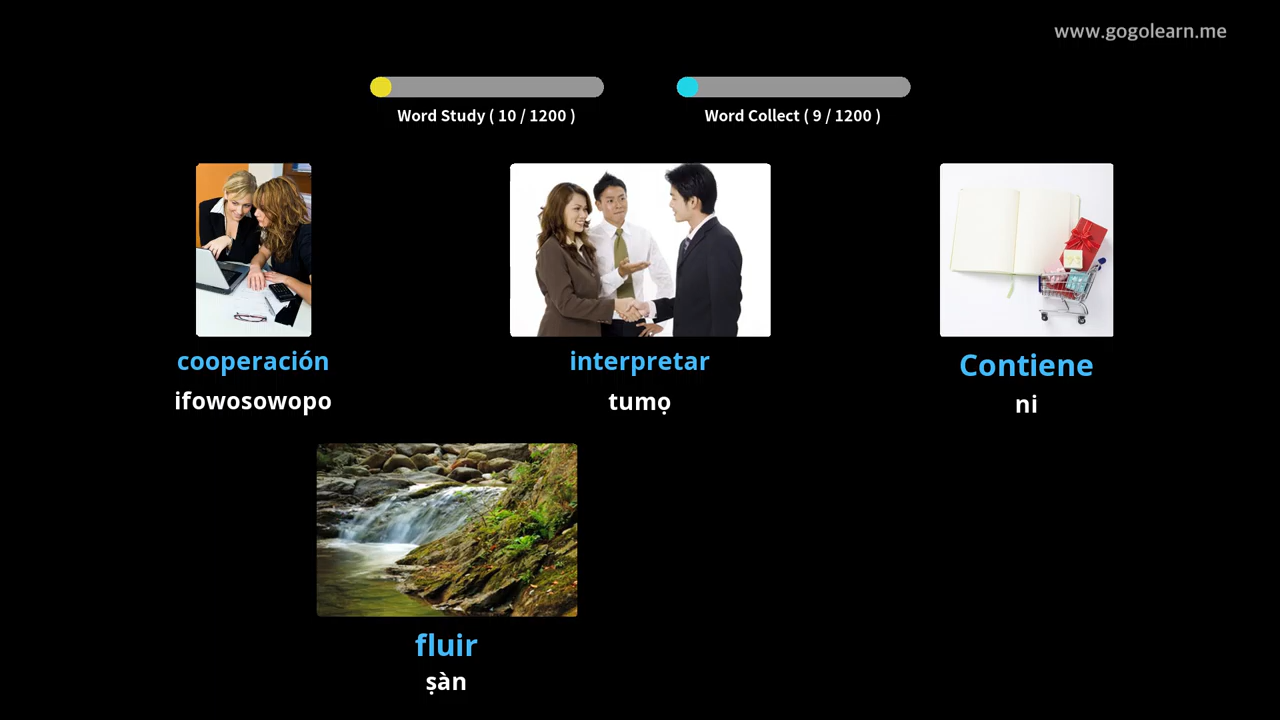 www.gogolearn.me
Word Study ( 10 / 1200 )
Word Collect ( 9 / 1200 )
cooperación
ifowosowopo
interpretar
tumọ
Contiene
ni
fluir
ṣàn